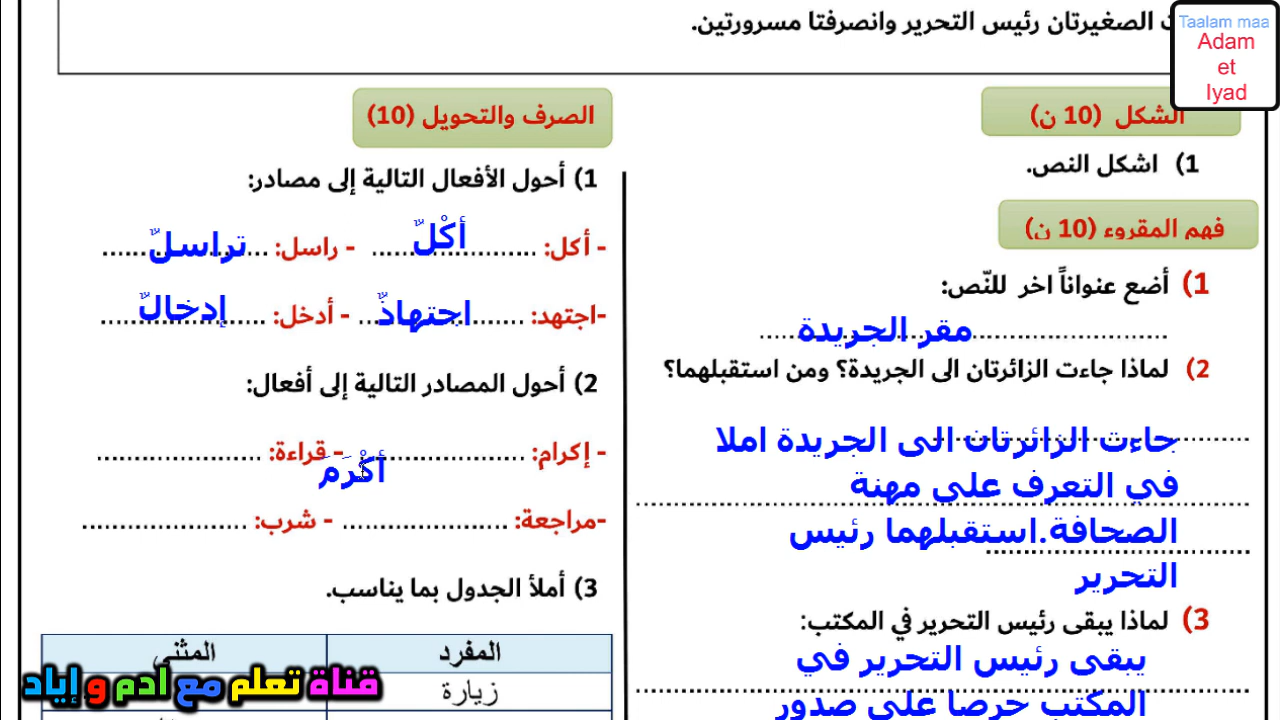 ت الصغيرتان رئيس التحرير وانصرفتا مسرورتين.
Taalam maa
Adam
et
Iyad
الشكل (10 ن)
1) اشكل النص.
فهم المقروء (10 ن)
1) أضع عنواناً اخر للنّص:
مقر الجريدة
2) لماذا جاءت الزائرتان الى الجريدة؟ ومن استقبلهما؟
جاءت الزائرتان الى الجريدة املا
في التعرف علي مهنة
الصحافة.استقبلهما رئيس
التحرير
3) لماذا يبقى رئيس التحرير في المكتب:
يبقى رئيس التحرير في
المكتب حرصا على صدور
الصرف والتحويل (10)
1) أحول الأفعال التالية إلى مصادر:
- أكل: أكْلٌ - راسل: تراسلٌ
-اجتهد: اجتهاذٌ - أدخل: إدخالٌ
2) أحول المصادر التالية إلى أفعال:
- إكرام: أكْرَمَ - قراءة:
-مراجعة: - شرب:
3) أملأ الجدول بما يناسب.
المفرد المثنى
زيارة
قناة تعلم مع ادم و إياد